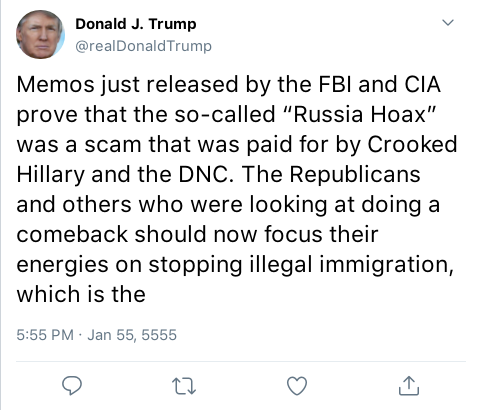 Donald J. Trump
@realDonaldTrump
Memos just released by the FBI and CIA
prove that the so-called “Russia Hoax”
was a scam that was paid for by Crooked
Hillary and the DNC. The Republicans
and others who were looking at doing a
comeback should now focus their
energies on stopping illegal immigration,
which is the
5:55 PM · Jan 55, 5555